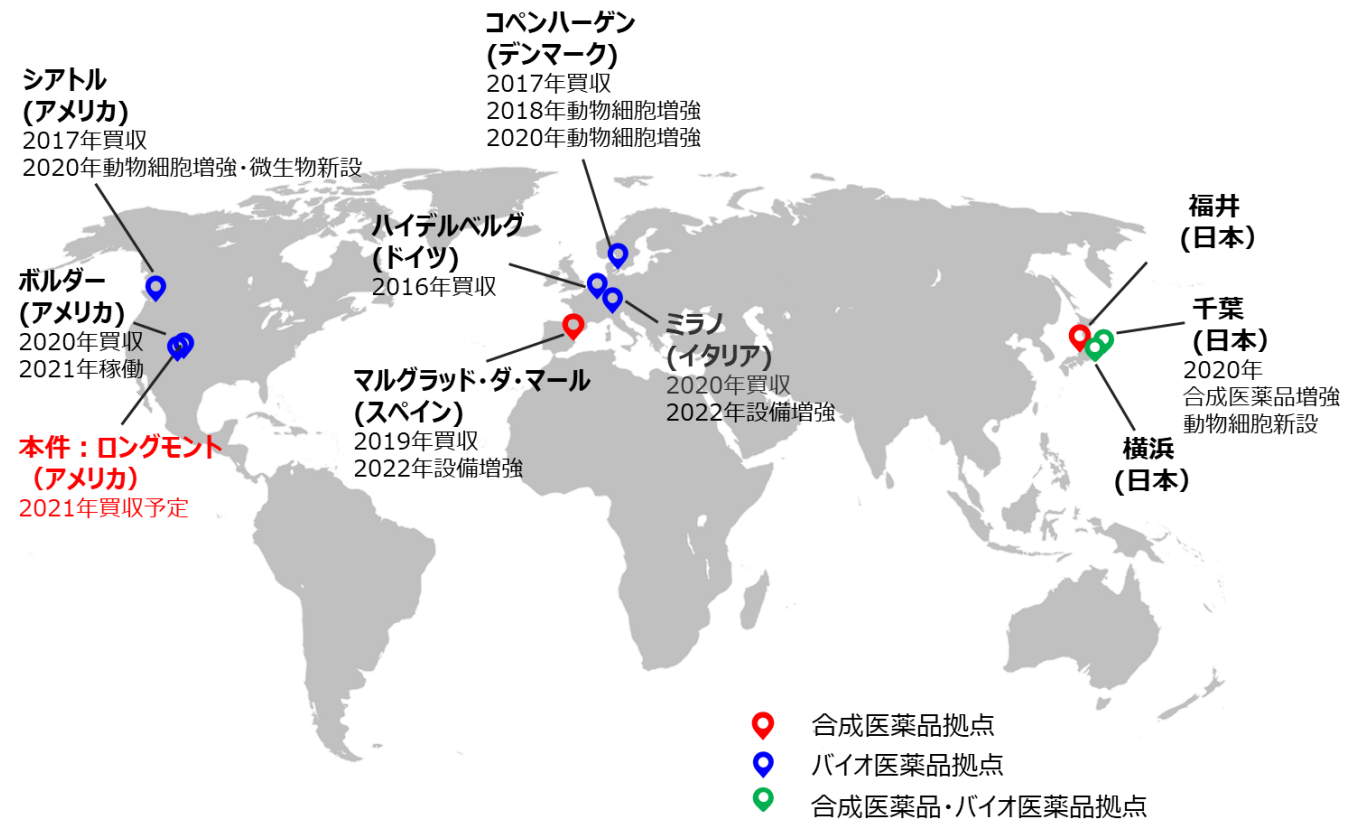 コペンハーゲン
(デンマーク)
2017年買収
2018年動物細胞増強
2020年動物細胞増強
シアトル
(アメリカ)
2017年買収
2020年動物細胞増強・微生物新設
ハイデルベルグ
(ドイツ)
2016年買収
福井
(日本)
ボルダー
(アメリカ)
2020年買収
2021年稼働
千葉
(日本)
2020年
合成医薬品増強
動物細胞新設
ミラノ
(イタリア)
2020年買収
2022年設備増強
マルグラッド・ダ・マール
(スペイン)
2019年買収
2022年設備増強
本件：ロングモント
（アメリカ）
2021年買収予定
横浜
(日本)
合成医薬品拠点
バイオ医薬品拠点
合成医薬品・バイオ医薬品拠点